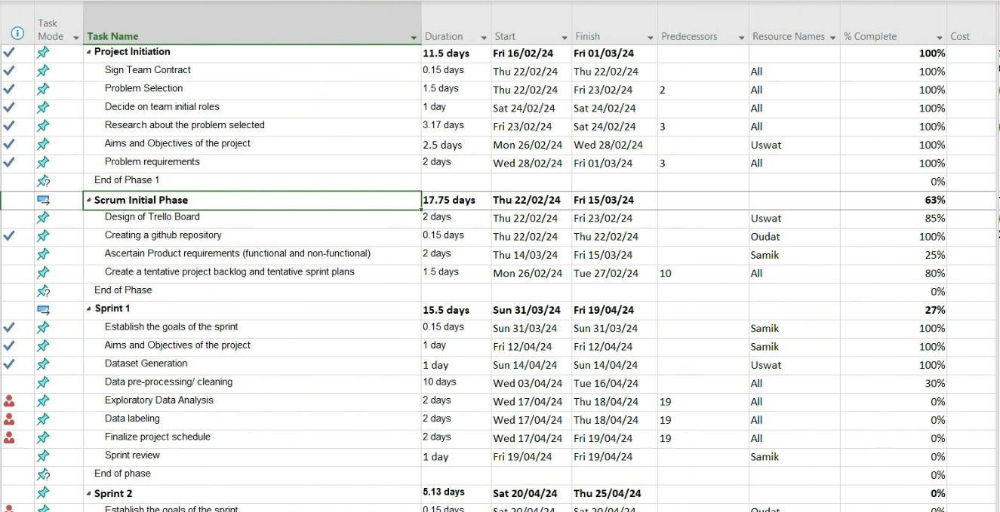 Task Mode Task Name Duration Start Finish Predecessors Resource Names % Complete Cost
Project Initiation 11.5 days Fri 16/02/24 Fri 01/03/24 100%
Sign Team Contract 0.15 days Thu 22/02/24 Thu 22/02/24 All 100%
Problem Selection 1.5 days Thu 22/02/24 Fri 23/02/24 2 All 100%
Decide on team initial roles 1 day Sat 24/02/24 Sat 24/02/24 All 100%
Research about the problem selected 3.17 days Fri 23/02/24 Sat 24/02/24 3 All 100%
Aims and Objectives of the project 2.5 days Mon 26/02/24 Wed 28/02/24 Uswat 100%
Problem requirements 2 days Wed 28/02/24 Fri 01/03/24 3 All 100%
End of Phase 1 0%
Scrum Initial Phase 17.75 days Thu 22/02/24 Fri 15/03/24 63%
Design of Trello Board 2 days Thu 22/02/24 Fri 23/02/24 Uswat 85%
Creating a github repository 0.15 days Thu 22/02/24 Thu 22/02/24 Oudat 100%
Ascertain Product requirements (functional and non-functional) 2 days Thu 14/03/24 Fri 15/03/24 Samik 25%
Create a tentative project backlog and tentative sprint plans 1.5 days Mon 26/02/24 Tue 27/02/24 10 All 80%
End of Phase 0%
Sprint 1 15.5 days Sun 31/03/24 Fri 19/04/24 27%
Establish the goals of the sprint 0.15 days Sun 31/03/24 Sun 31/03/24 Samik 100%
Aims and Objectives of the project 1 day Fri 12/04/24 Fri 12/04/24 Samik 100%
Dataset Generation 1 day Sun 14/04/24 Sun 14/04/24 Uswat 100%
Data pre-processing/ cleaning 10 days Wed 03/04/24 Tue 16/04/24 All 30%
Exploratory Data Analysis 2 days Wed 17/04/24 Thu 18/04/24 19 All 0%
Data labeling 2 days Wed 17/04/24 Thu 18/04/24 19 All 0%
Finalize project schedule 2 days Wed 17/04/24 Fri 19/04/24 19 All 0%
Sprint review 1 day Fri 19/04/24 Fri 19/04/24 Samik 0%
End of phase 0%
Sprint 2 5.13 days Sat 20/04/24 Thu 25/04/24 0%
Establish the goals of the sprint 0.15 days Sat 20/04/24 Sat 20/04/24 Oudat 0%